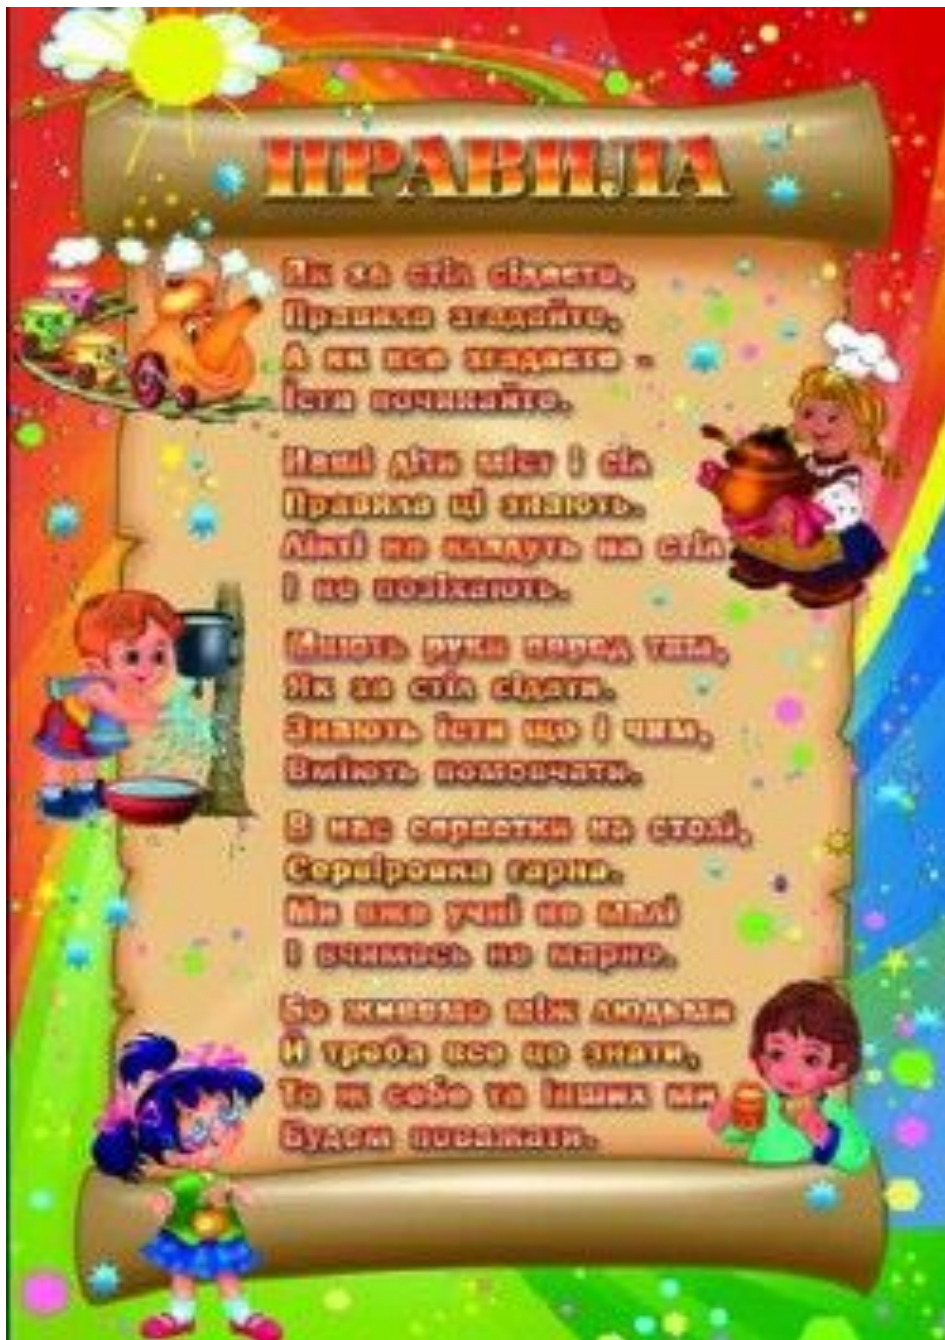 ПРАВИЛА
Як за стіл сідаєте,
Правила згадайте,
А як все згадаєте -
Їсти починайте.
Наші діти міст і сіл
Правила ці знають.
Лікті не кладуть на стіл
І не позіхають.
Миють руки перед тим,
Як за стіл сідати.
Знають їсти що і чим,
Вміють помовчати.
В нас серветки на столі,
Сервіровка гарна.
Ми вже учні не малі
І вчимось не марно.
Бо живемо між людьми
Й треба все це знати,
То ж себе та інших ми
Будем поважати.